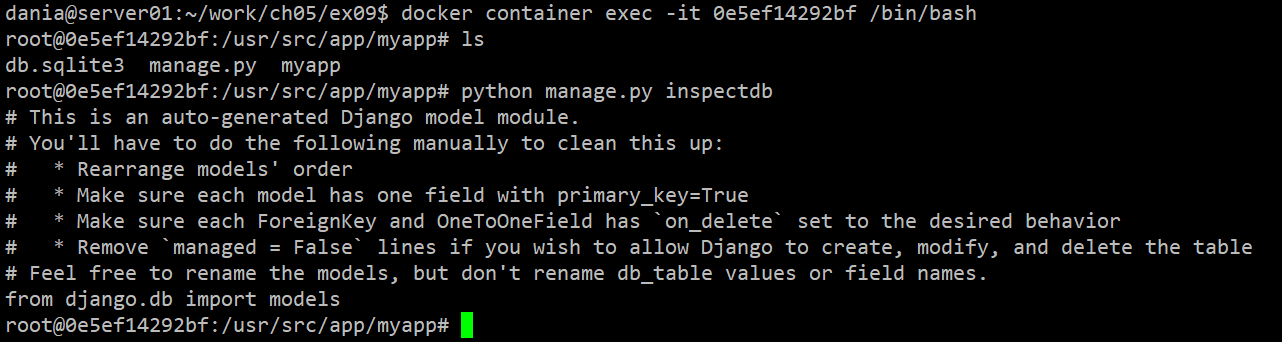 dania@server01:~/work/ch05/ex09$ docker container exec -it 0e5ef14292bf /bin/bash
root@0e5ef14292bf:/usr/src/app/myapp# ls
db.sqlite3  manage.py  myapp
root@0e5ef14292bf:/usr/src/app/myapp# python manage.py inspectdb
# This is an auto-generated Django model module.
# You'll have to do the following manually to clean this up:
#   * Rearrange models' order
#   * Make sure each model has one field with primary_key=True
#   * Make sure each ForeignKey and OneToOneField has `on_delete` set to the desired behavior
#   * Remove `managed = False` lines if you wish to allow Django to create, modify, and delete the table
# Feel free to rename the models, but don't rename db_table values or field names.
from django.db import models
root@0e5ef14292bf:/usr/src/app/myapp#